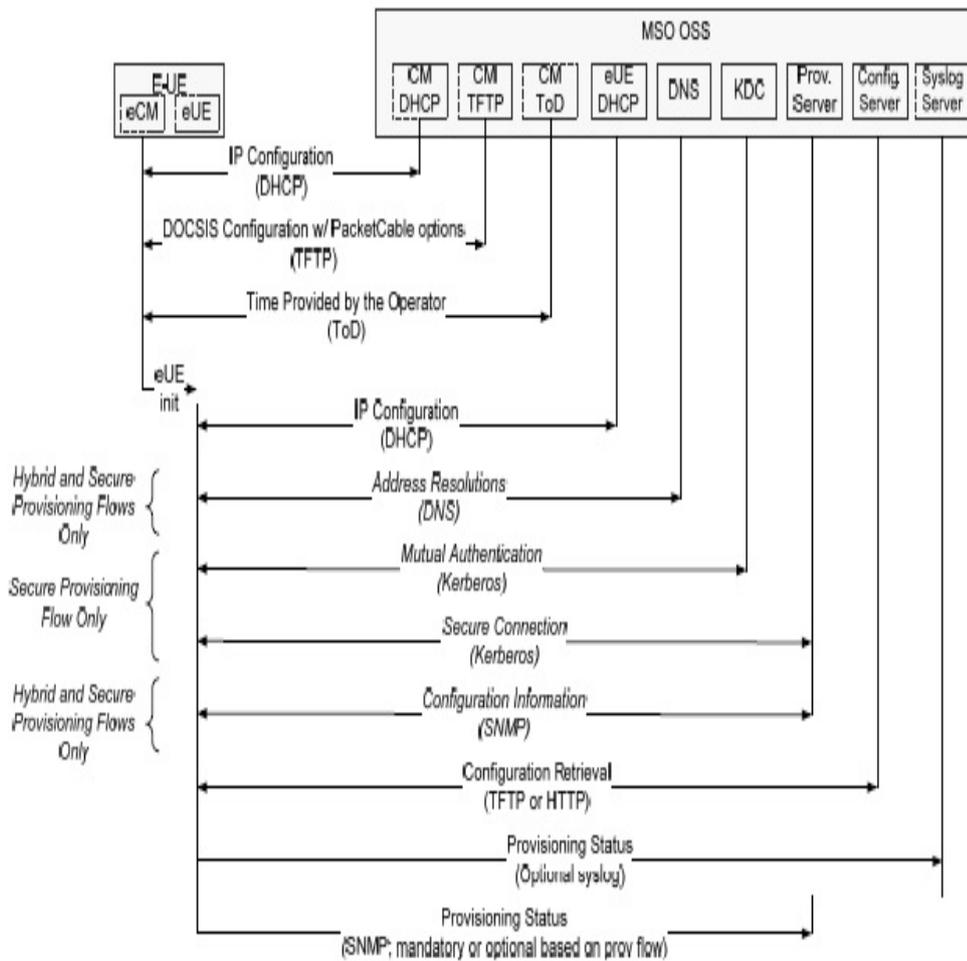 MSO OSS
E-UE
eCM
eUE
CM
DHCP
CM
TFTP
CM
ToD
eUE
DHCP
DNS
KDC
Prov.
Server
Config.
Server
Syslog
Server
IP Configuration
(DHCP)
DOCSIS Configuration w/ PacketCable options
(TFTP)
Time Provided by the Operator
(ToD)
eUE
init
IP Configuration
(DHCP)
Hybrid and Secure
Provisioning Flows
Only
Address Resolutions
(DNS)
Mutual Authentication
(Kerberos)
Secure Provisioning
Flow Only
Secure Connection
(Kerberos)
Hybrid and Secure
Provisioning Flows
Only
Configuration Information
(SNMP)
Configuration Retrieval
(TFTP or HTTP)
Provisioning Status
(Optional syslog)
Provisioning Status
(SNMP; mandatory or optional based on prov flow)